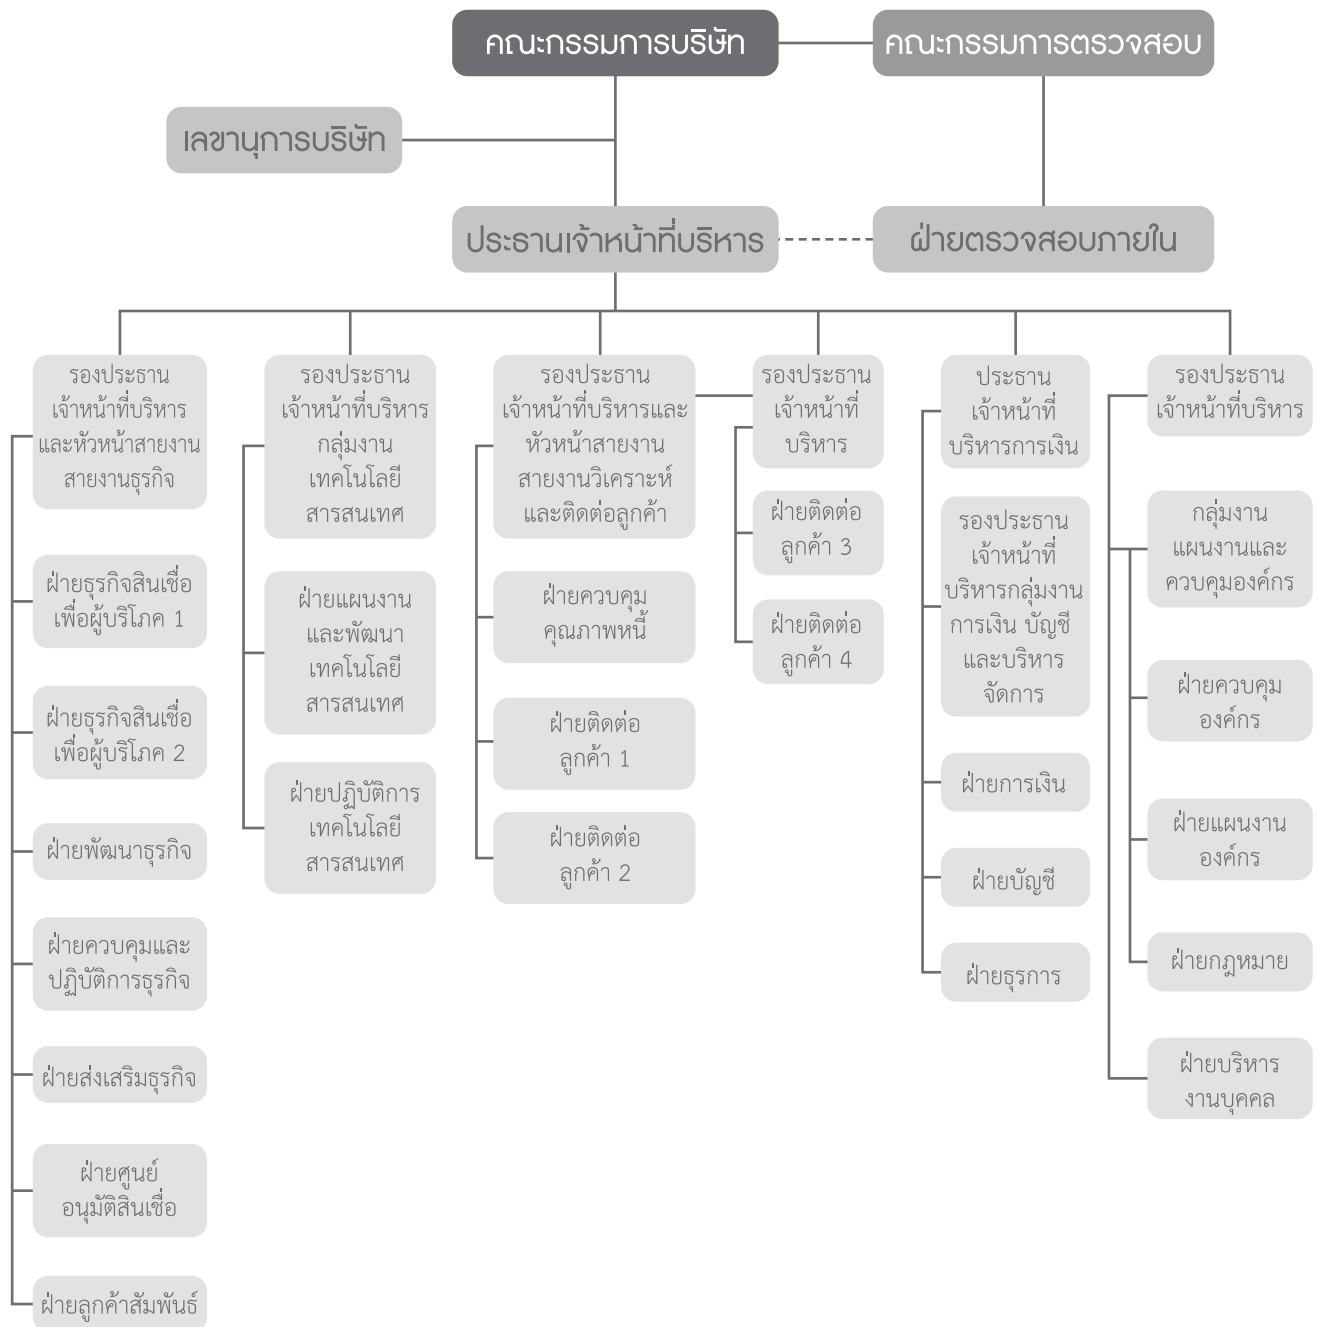 คณะกรรมการบริษัท
คณะกรรมการตรวจสอบ
เลขานุการบริษัท
ประธานเจ้าหน้าที่บริหาร
ฝ่ายตรวจสอบภายใน
รองประธาน
เจ้าหน้าที่บริหาร
และหัวหน้าสายงาน
สายงานธุรกิจ
ฝ่ายธุรกิจสินเชื่อ
เพื่อผู้บริโภค 1
ฝ่ายธุรกิจสินเชื่อ
เพื่อผู้บริโภค 2
ฝ่ายพัฒนาธุรกิจ
ฝ่ายควบคุมและ
ปฏิบัติการธุรกิจ
ฝ่ายส่งเสริมธุรกิจ
ฝ่ายศูนย์
อนุมัติสินเชื่อ
ฝ่ายลูกค้าสัมพันธ์
รองประธาน
เจ้าหน้าที่บริหาร
กลุ่มงาน
เทคโนโลยี
สารสนเทศ
ฝ่ายแผนงาน
และพัฒนา
เทคโนโลยี
สารสนเทศ
ฝ่ายปฏิบัติการ
เทคโนโลยี
สารสนเทศ
รองประธาน
เจ้าหน้าที่บริหารและ
หัวหน้าสายงาน
สายงานวิเคราะห์
และติดต่อลูกค้า
ฝ่ายควบคุม
คุณภาพหนี้
ฝ่ายติดต่อ
ลูกค้า 1
ฝ่ายติดต่อ
ลูกค้า 2
รองประธาน
เจ้าหน้าที่
บริหาร
ฝ่ายติดต่อ
ลูกค้า 3
ฝ่ายติดต่อ
ลูกค้า 4
ประธาน
เจ้าหน้าที่
บริหารการเงิน
รองประธาน
เจ้าหน้าที่
บริหารกลุ่มงาน
การเงิน บัญชี
และบริหาร
จัดการ
ฝ่ายการเงิน
ฝ่ายบัญชี
ฝ่ายธุรการ
รองประธาน
เจ้าหน้าที่บริหาร
กลุ่มงาน
แผนงานและ
ควบคุมองค์กร
ฝ่ายควบคุม
องค์กร
ฝ่ายแผนงาน
องค์กร
ฝ่ายกฎหมาย
ฝ่ายบริหาร
งานบุคคล